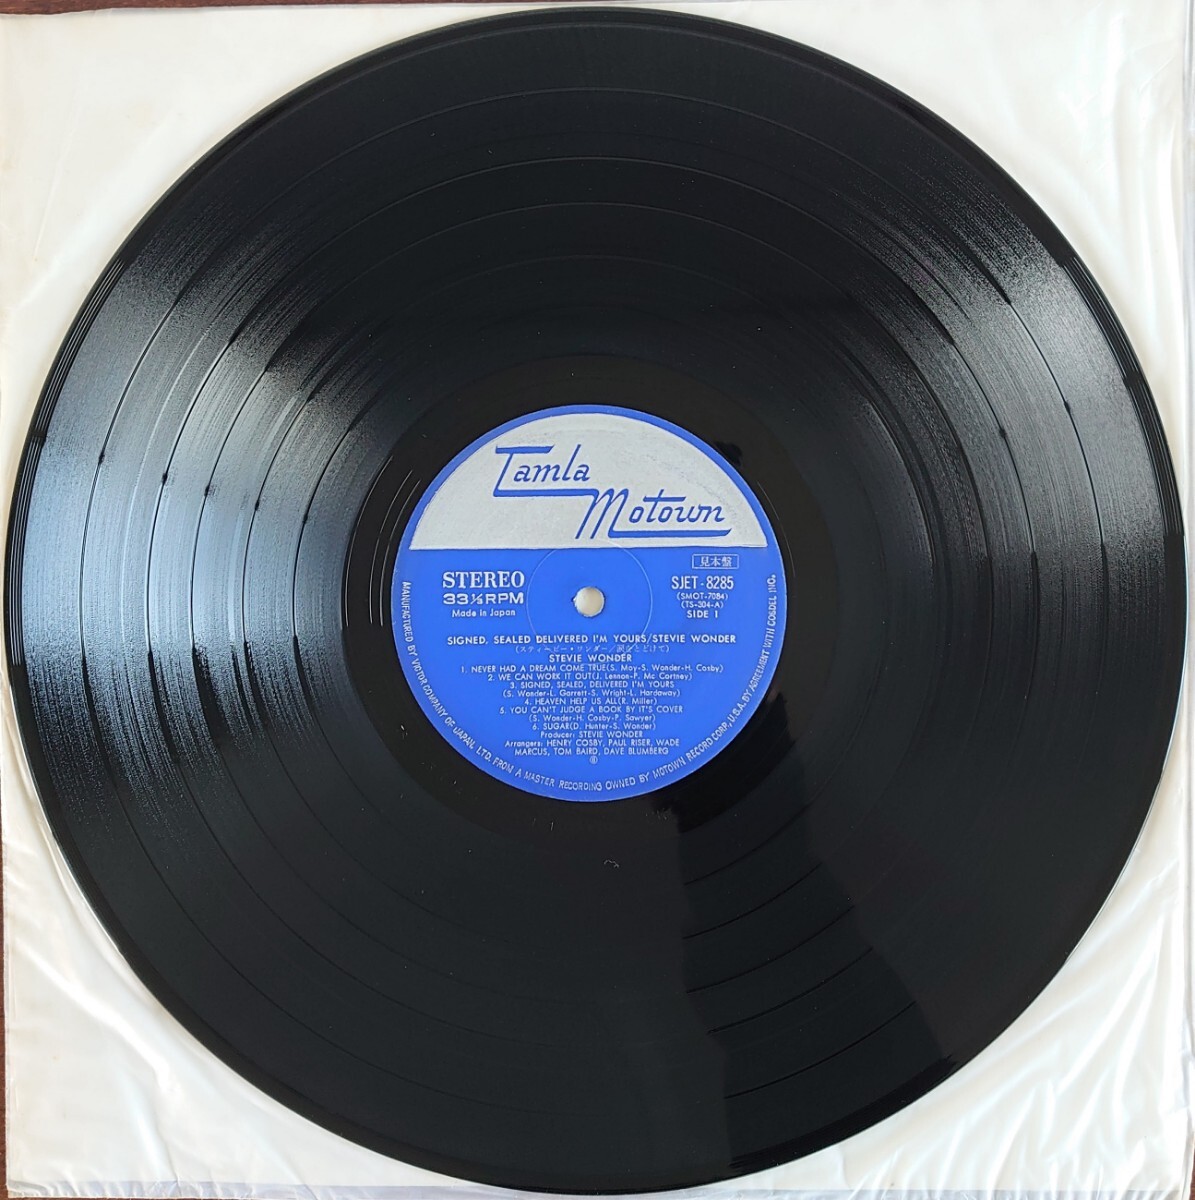 Tamla
Motown
見本盤
STEREO
33⅓RPM
Made in Japan
SJET-8285
(SMOT-7084)
(TS-304-A)
SIDE 1
SIGNED, SEALED DELIVERED I'M YOURS/STEVIE WONDER
(スティービー・ワンダー/涙をとどけて)
STEVIE WONDER
1. NEVER HAD A DREAM COME TRUE(S. Moy-S. Wonder-H. Cosby)
2. WE CAN WORK IT OUT(J. Lennon-P. Mc Cartney)
3. SIGNED, SEALED, DELIVERED I'M YOURS
(S. Wonder-L. Garrett-S. Wright-L. Hardaway)
4. HEAVEN HELP US ALL(R. Miller)
5. YOU CAN'T JUDGE A BOOK BY IT'S COVER
(S. Wonder-H. Cosby-P. Sawyer)
6. SUGAR(D. Hunter-S. Wonder)
Producer: STEVIE WONDER
Arrangers: HENRY COSBY, PAUL RISER, WADE
MARCUS, TOM BAIRD, DAVE BLUMBERG
MANUFACTURED BY VICTOR COMPANY OF JAPAN, LTD. FROM A MASTER RECORDING OWNED BY MOTOWN RECORD CORP. U.S.A. BY AGREEMENT WITH COBDEL INC.